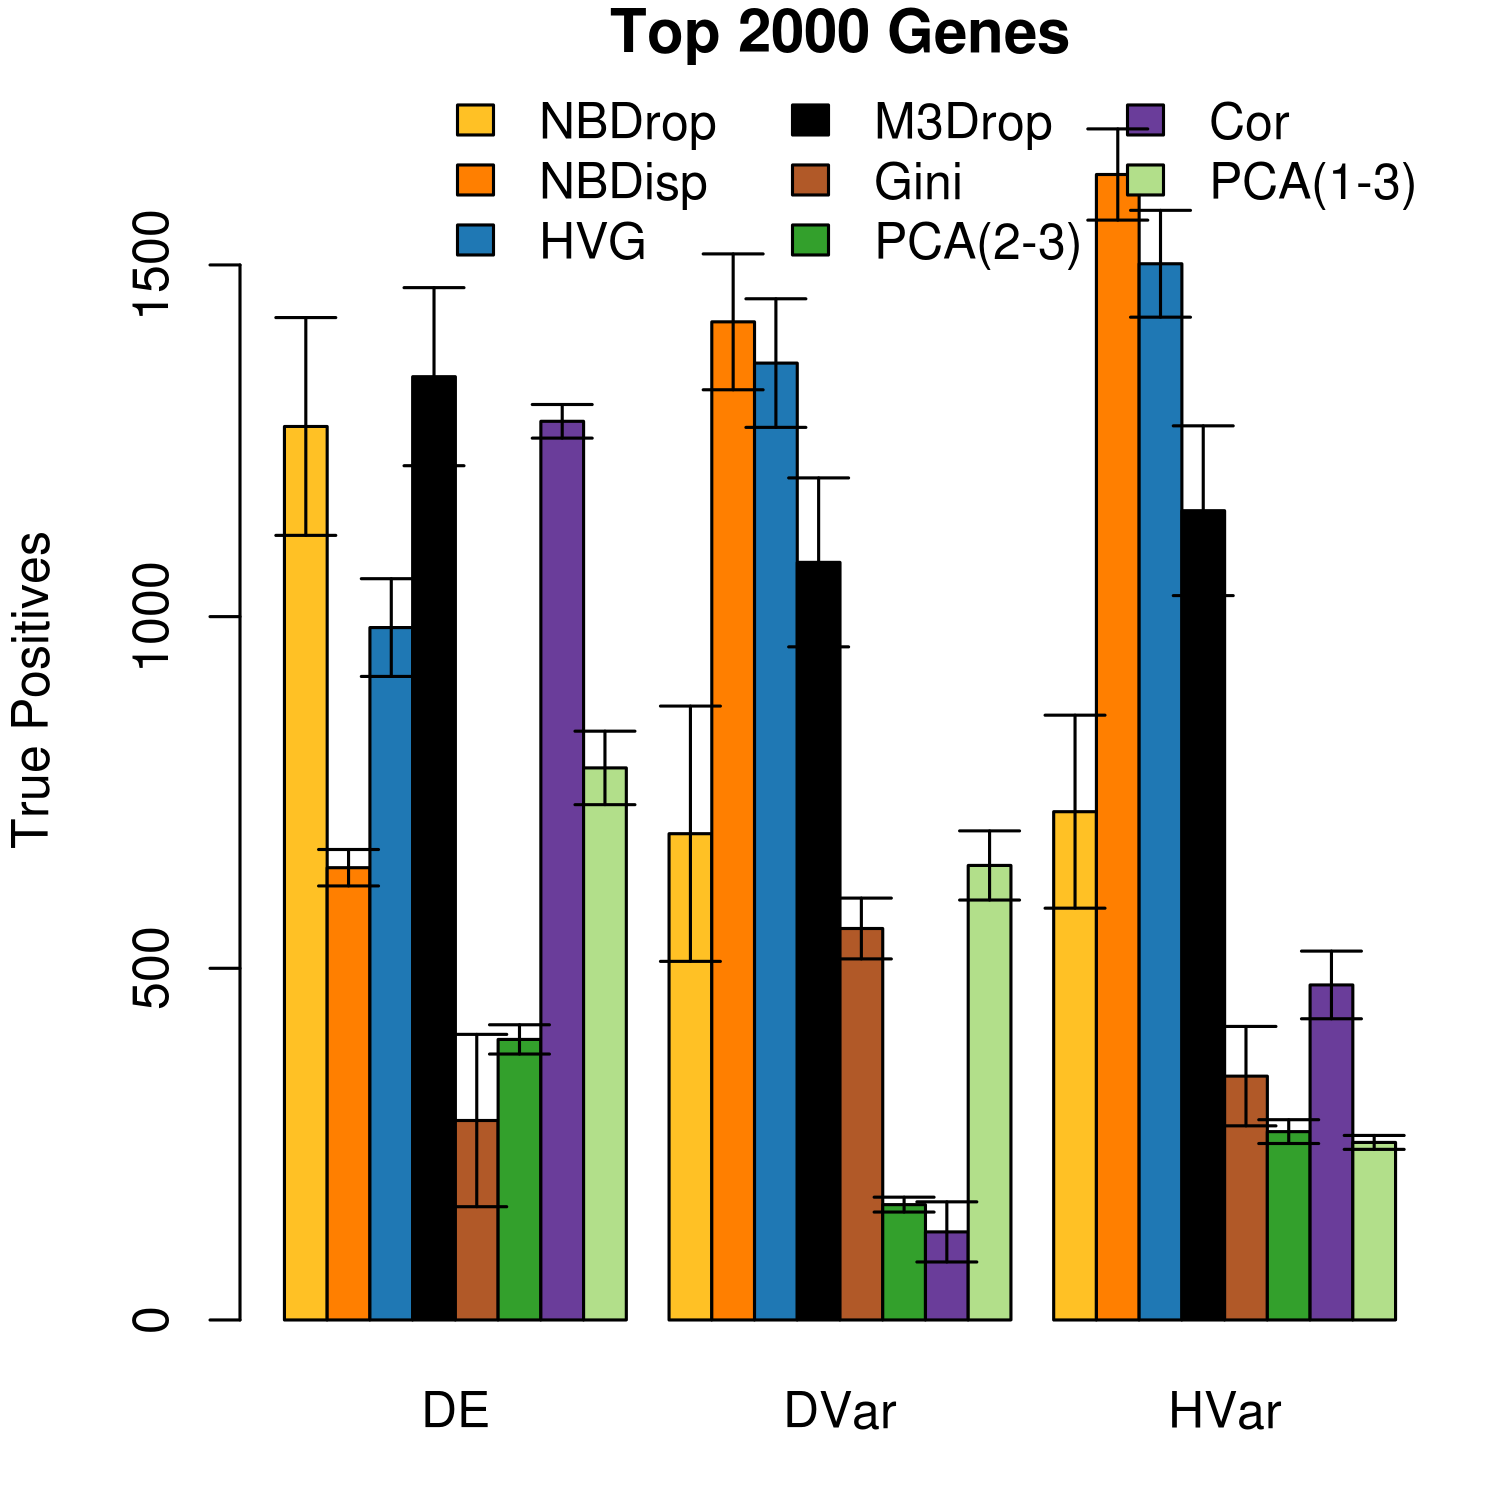 Top 2000 Genes
NBDrop M3Drop Cor
NBDisp Gini PCA(1-3)
HVG PCA(2-3)
True Positives
1500
1000
500
0
DE DVar HVar